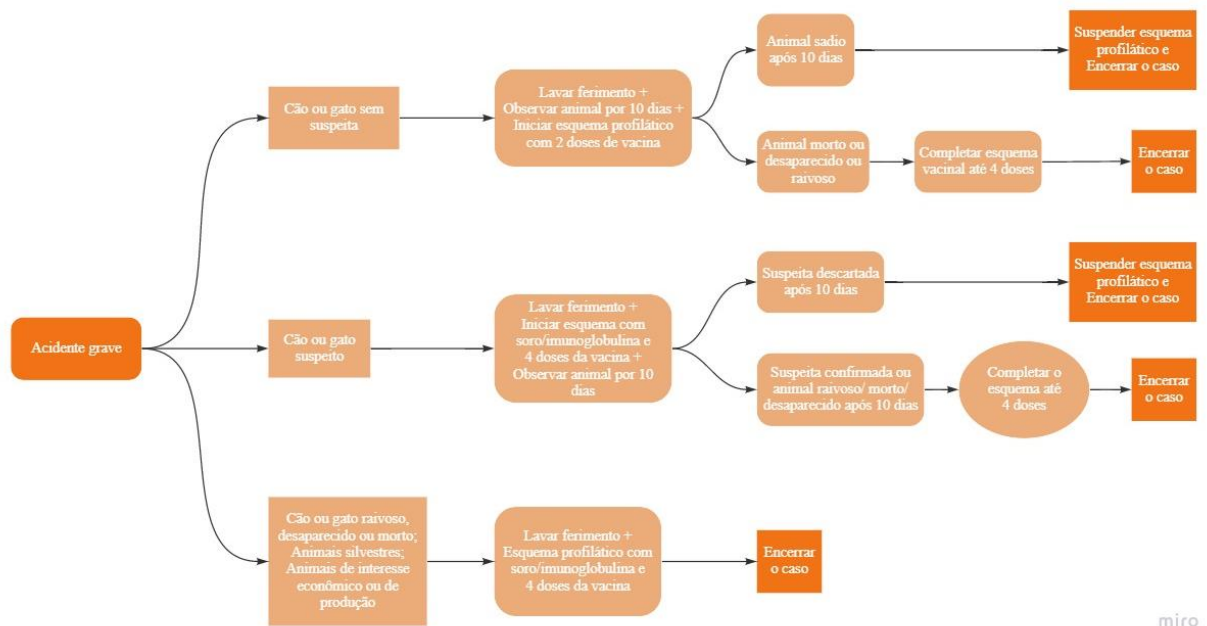 Acidente grave
Cão ou gato sem
suspeita
Lavar ferimento +
Observar animal por 10 dias +
Iniciar esquema profilático
com 2 doses de vacina
Animal sadio
após 10 dias
Suspender esquema
profilático e
Encerrar o caso
Animal morto ou
desaparecido ou
raivoso
Completar esquema
vacinal até 4 doses
Encerrar
o caso
Cão ou gato
suspeito
Lavar ferimento +
Iniciar esquema com
soro/imunoglobulina e
4 doses da vacina +
Observar animal por 10
dias
Suspeita descartada
após 10 dias
Suspender esquema
profilático e
Encerrar o caso
Suspeita confirmada ou
animal raivoso/ morto/
desaparecido após 10 dias
Completar o
esquema até
4 doses
Encerrar
o caso
Cão ou gato raivoso,
desaparecido ou morto;
Animais silvestres;
Animais de interesse
econômico ou de
produção
Lavar ferimento +
Esquema profilático com
soro/imunoglobulina e
4 doses da vacina
Encerrar
o caso
miro